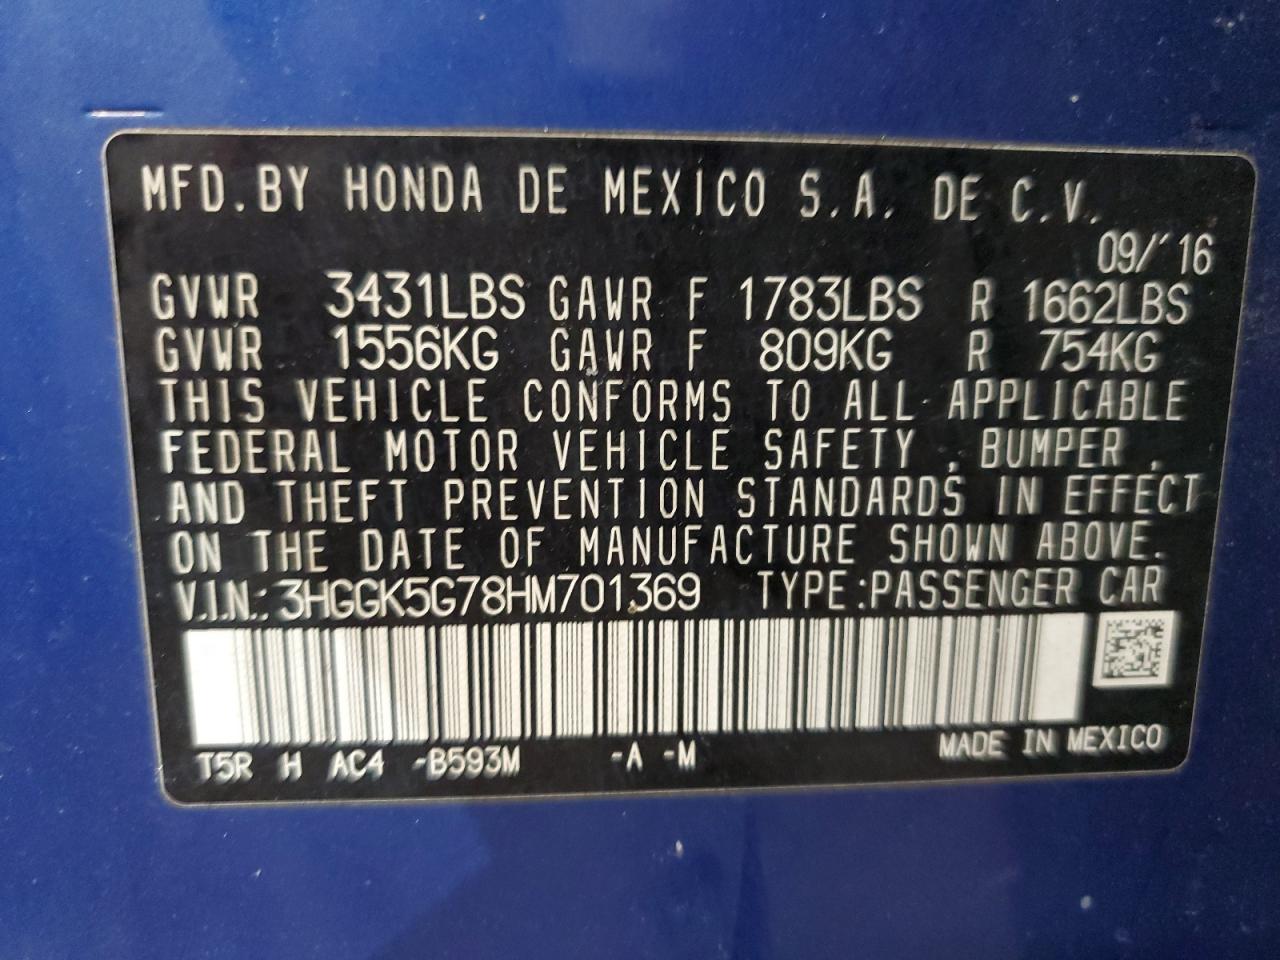 MFD.BY HONDA DE MEXICO S.A. DE C.V.
09/'16
GVWR 3431LBS GAWR F 1783LBS R 1662LBS
GVWR 1556KG GAWR F 809KG R 754KG
THIS VEHICLE CONFORMS TO ALL APPLICABLE
FEDERAL MOTOR VEHICLE SAFETY , BUMPER ,
AND THEFT PREVENTION STANDARDS IN EFFECT
ON THE DATE OF MANUFACTURE SHOWN ABOVE.
V.I.N.: 3HGGK5G78HM701369 TYPE:PASSENGER CAR
T5R H AC4 -B593M -A -M MADE IN MEXICO